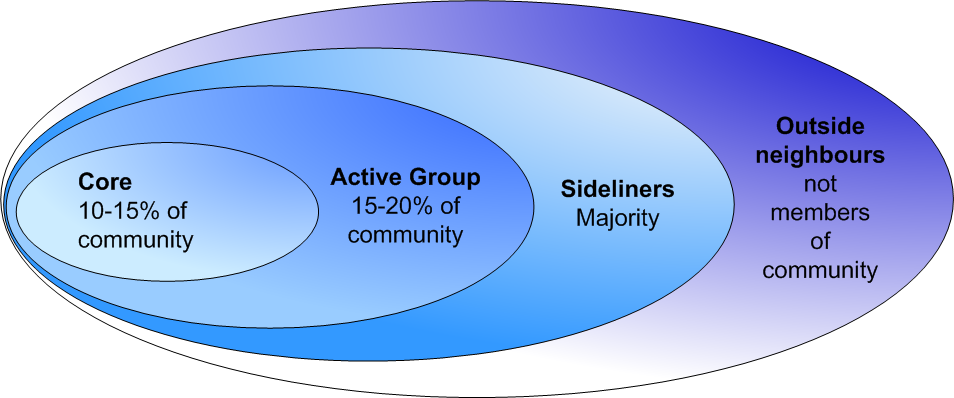 Core
10-15% of
community
Active Group
15-20% of
community
Sideliners
Majority
Outside
neighbours
not
members
of
community